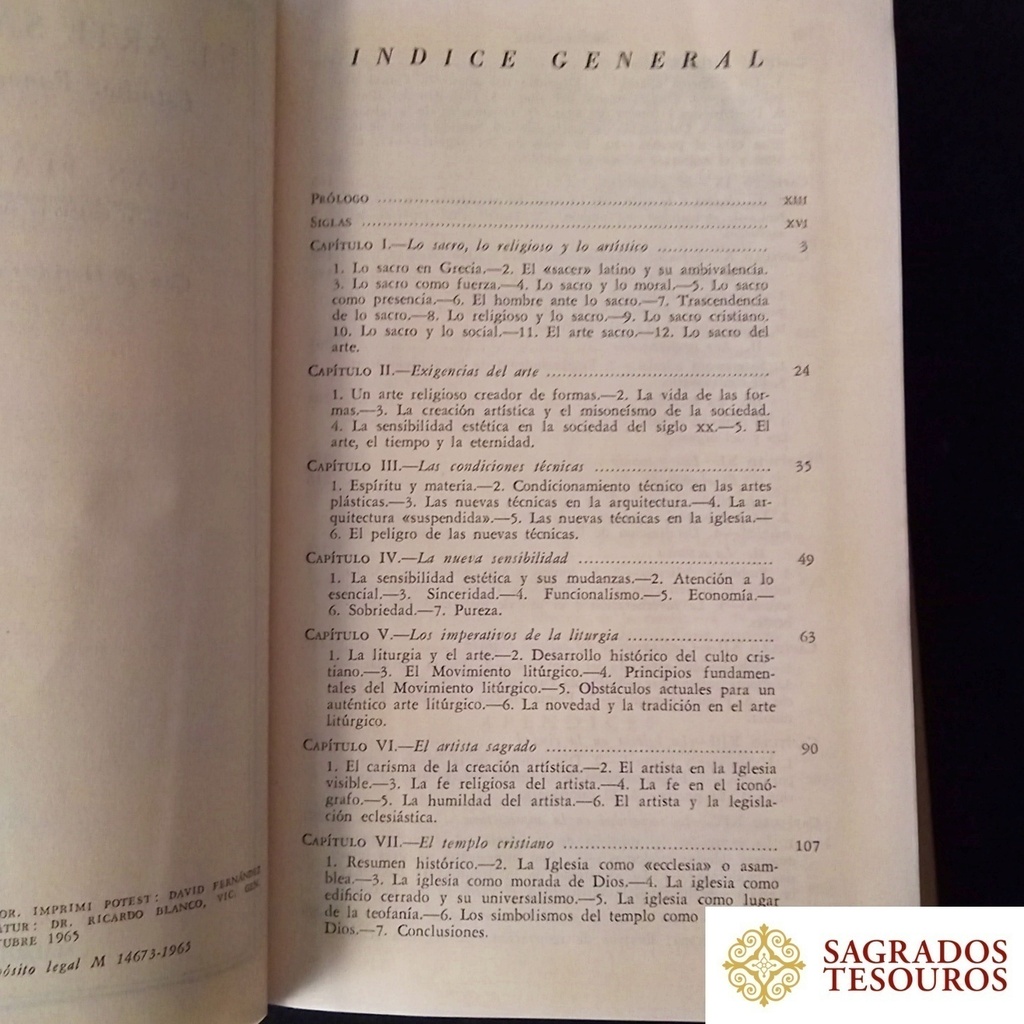 INDICE GENERAL
PRÓLOGO ........ XIII
SIGLAS ........ XVI
CAPÍTULO I.—Lo sacro, lo religioso y lo artístico ........ 3
1. Lo sacro en Grecia.—2. El «sacer» latino y su ambivalencia.
3. Lo sacro como fuerza.—4. Lo sacro y lo moral.—5. Lo sacro
como presencia.—6. El hombre ante lo sacro.—7. Trascendencia
de lo sacro.—8. Lo religioso y lo sacro.—9. Lo sacro cristiano.
10. Lo sacro y lo social.—11. El arte sacro.—12. Lo sacro del
arte.
CAPÍTULO II.—Exigencias del arte ........ 24
1. Un arte religioso creador de formas.—2. La vida de las for-
mas.—3. La creación artística y el misoneísmo de la sociedad.
4. La sensibilidad estética en la sociedad del siglo XX.—5. El
arte, el tiempo y la eternidad.
CAPÍTULO III.—Las condiciones técnicas ........ 35
1. Espíritu y materia.—2. Condicionamiento técnico en las artes
plásticas.—3. Las nuevas técnicas en la arquitectura.—4. La ar-
quitectura «suspendida».—5. Las nuevas técnicas en la iglesia.—
6. El peligro de las nuevas técnicas.
CAPÍTULO IV.—La nueva sensibilidad ........ 49
1. La sensibilidad estética y sus mudanzas.—2. Atención a lo
esencial.—3. Sinceridad.—4. Funcionalismo.—5. Economía.—
6. Sobriedad.—7. Pureza.
CAPÍTULO V.—Los imperativos de la liturgia ........ 63
1. La liturgia y el arte.—2. Desarrollo histórico del culto cris-
tiano.—3. El Movimiento litúrgico.—4. Principios fundamen-
tales del Movimiento litúrgico.—5. Obstáculos actuales para un
auténtico arte litúrgico.—6. La novedad y la tradición en el arte
litúrgico.
CAPÍTULO VI.—El artista sagrado ........ 90
1. El carisma de la creación artística.—2. El artista en la Iglesia
visible.—3. La fe religiosa del artista.—4. La fe en el iconó-
grafo.—5. La humildad del artista.—6. El artista y la legisla-
ción eclesiástica.
CAPÍTULO VII.—El templo cristiano ........ 107
1. Resumen histórico.—2. La Iglesia como «ecclesia» o asam-
blea.—3. La iglesia como morada de Dios.—4. La iglesia como
edificio cerrado y su universalismo.—5. La iglesia como lugar
de la teofanía.—6. Los simbolismos del templo como
Dios.—7. Conclusiones.
OR. IMPRIMI POTEST: DAVID FERNÁNDEZ
ATUR: DR. RICARDO BLANCO, VIC. GEN.
TUBRE 1965
pósito legal M 14673-1965
SAGRADOS
TESOUROS